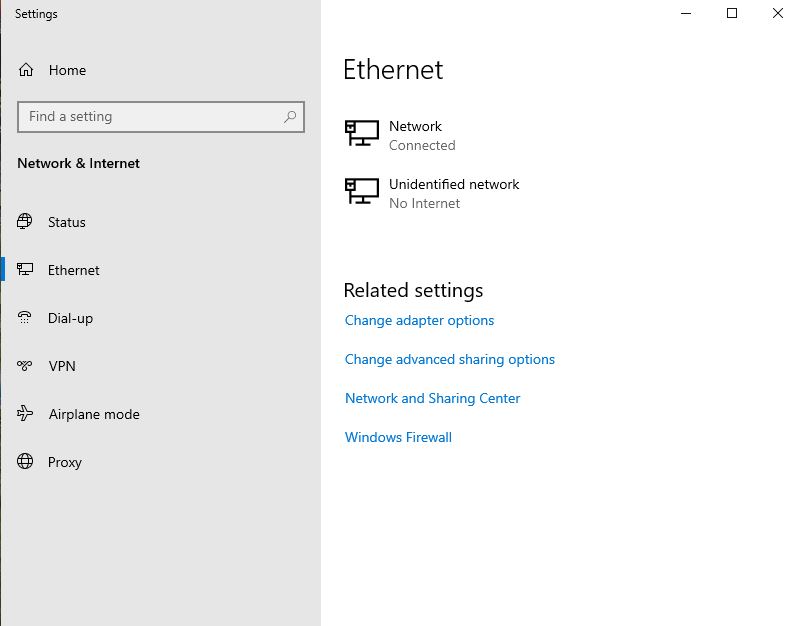 Settings
Home
Find a setting
Network & Internet
Status
Ethernet
Dial-up
VPN
Airplane mode
Proxy
Ethernet
Network
Connected
Unidentified network
No Internet
Related settings
Change adapter options
Change advanced sharing options
Network and Sharing Center
Windows Firewall